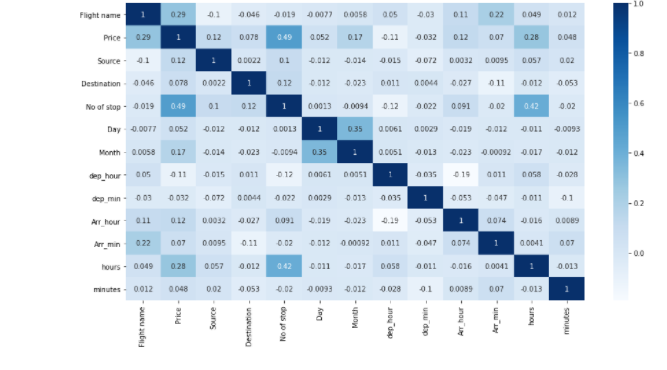 Flight name 1 0.29 -0.1 -0.046 -0.019 -0.0077 0.0058 0.05 -0.03 0.11 0.22 0.049 0.012
Price 0.29 1 0.12 0.078 0.49 0.052 0.17 -0.11 -0.032 0.12 0.07 0.28 0.048
Source -0.1 0.12 1 0.0022 0.1 -0.012 -0.014 -0.015 -0.072 0.0032 0.0095 0.057 0.02
Destination -0.046 0.078 0.0022 1 0.12 -0.012 -0.023 0.011 0.0044 -0.027 -0.11 -0.012 -0.053
No of stop -0.019 0.49 0.1 0.12 1 0.0013 -0.0094 -0.12 -0.022 0.091 -0.02 0.42 -0.02
Day -0.0077 0.052 -0.012 -0.012 0.0013 1 0.35 0.0061 0.0029 -0.019 -0.012 -0.011 -0.0093
Month 0.0058 0.17 -0.014 -0.023 -0.0094 0.35 1 0.0051 -0.013 -0.023 -0.00092 -0.017 -0.012
dep_hour 0.05 -0.11 -0.015 0.011 -0.12 0.0061 0.0051 1 -0.035 -0.19 0.011 0.058 -0.028
dep_min -0.03 -0.032 -0.072 0.0044 -0.022 0.0029 -0.013 -0.035 1 -0.053 -0.047 -0.011 -0.1
Arr_hour 0.11 0.12 0.0032 -0.027 0.091 -0.019 -0.023 -0.19 -0.053 1 0.074 -0.016 0.0089
Arr_min 0.22 0.07 0.0095 -0.11 -0.02 -0.012 -0.00092 0.011 -0.047 0.074 1 0.0041 0.07
hours 0.049 0.28 0.057 -0.012 0.42 -0.011 -0.017 0.058 -0.011 -0.016 0.0041 1 -0.013
minutes 0.012 0.048 0.02 -0.053 -0.02 -0.0093 -0.012 -0.028 -0.1 0.0089 0.07 -0.013 1
Flight name Price Source Destination No of stop Day Month dep_hour dep_min Arr_hour Arr_min hours minutes
1.0
0.8
0.6
0.4
0.2
0.0